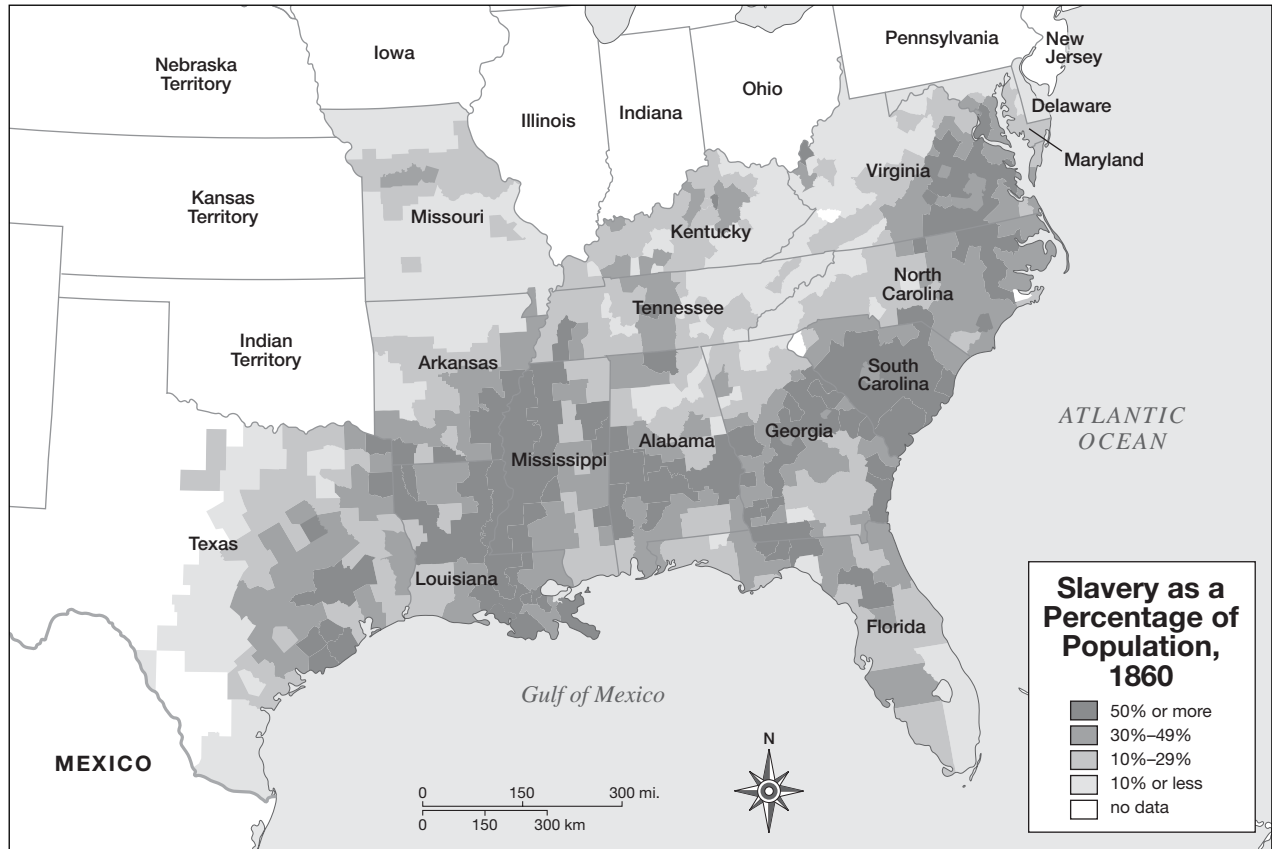 Nebraska
Territory
Iowa
Illinois
Indiana
Ohio
Pennsylvania
New
Jersey
Delaware
Maryland
Virginia
Kansas
Territory
Missouri
Kentucky
Indian
Territory
Tennessee
North
Carolina
Arkansas
South
Carolina
Georgia
Alabama
Mississippi
ATLANTIC
OCEAN
Texas
Louisiana
Florida
Gulf of Mexico
MEXICO
0 150 300 mi.
0 150 300 km
N
Slavery as a
Percentage of
Population,
1860
50% or more
30%–49%
10%–29%
10% or less
no data